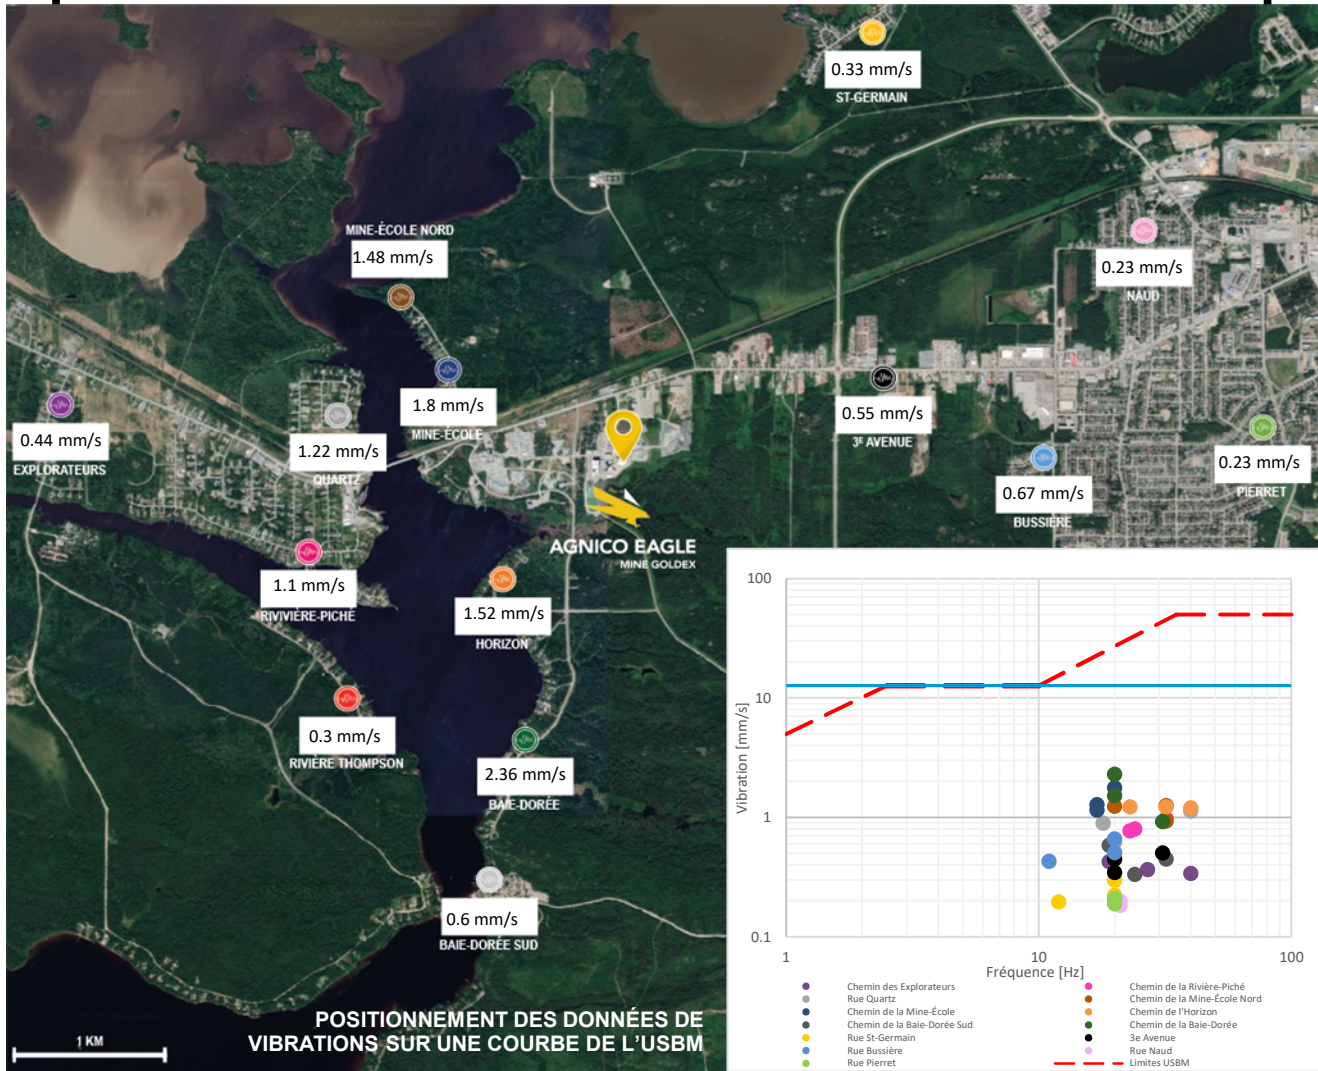 0.33 mm/s
ST-GERMAIN
MINE-ÉCOLE NORD
1.48 mm/s
0.23 mm/s
NAUD
1.8 mm/s
MINE-ÉCOLE
0.44 mm/s
EXPLORATEURS
1.22 mm/s
QUARTZ
0.55 mm/s
3E AVENUE
0.23 mm/s
PIERRET
0.67 mm/s
BUSSIÈRE
AGNICO EAGLE
MINE GOLDEX
1.1 mm/s
RIVIVIÈRE-PICHÉ
1.52 mm/s
HORIZON
0.3 mm/s
RIVIÈRE THOMPSON
2.36 mm/s
BAIE-DORÉE
0.6 mm/s
BAIE-DORÉE SUD
POSITIONNEMENT DES DONNÉES DE
VIBRATIONS SUR UNE COURBE DE L'USBM
1 KM
100
10
1
0.1
Vibration [mm/s]
1
10
100
Fréquence [Hz]
Chemin des Explorateurs
Chemin de la Rivière-Piché
Rue Quartz
Chemin de la Mine-École Nord
Chemin de la Mine-École
Chemin de l'Horizon
Chemin de la Baie-Dorée Sud
Chemin de la Baie-Dorée
Rue St-Germain
3e Avenue
Rue Bussière
Rue Naud
Rue Pierret
Limites USBM